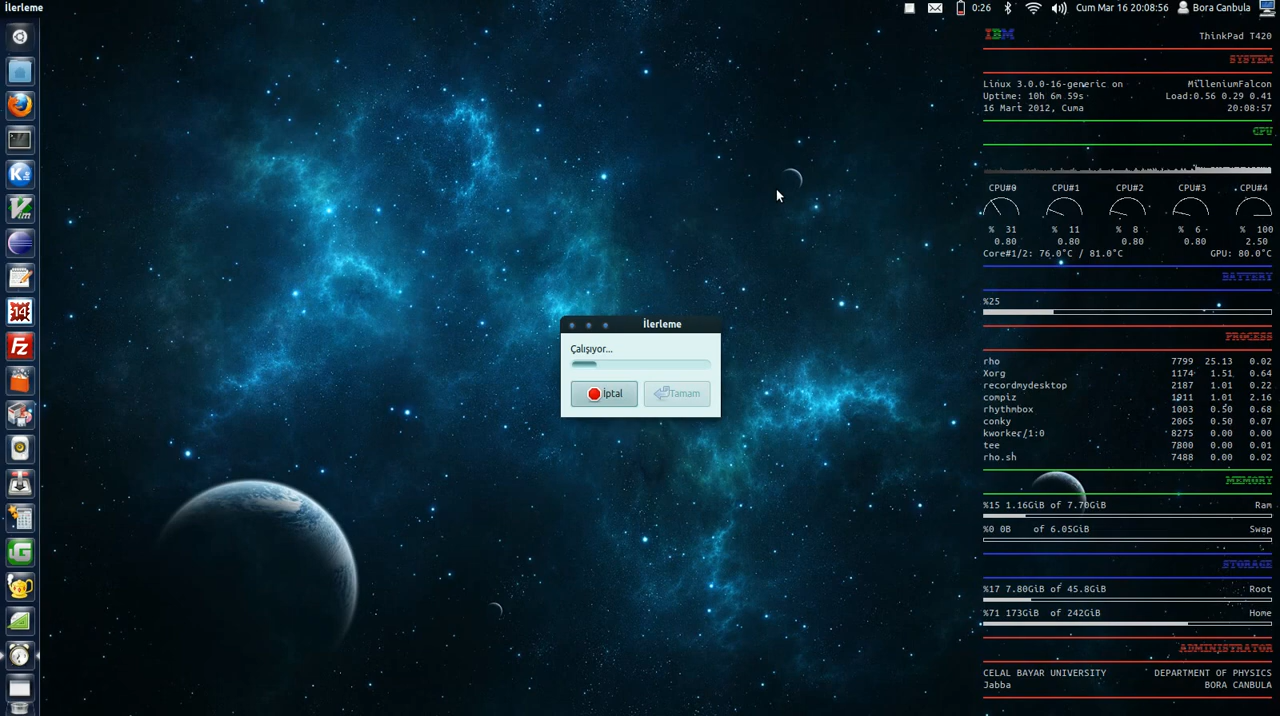 İlerleme
0:26 Cum Mar 16 20:08:56 Bora Canbula
IBM ThinkPad T420
SYSTEM
Linux 3.0.0-16-generic on MilleniumFalcon
Uptime: 10h 6m 59s Load:0.56 0.29 0.41
16 Mart 2012, Cuma 20:08:57
CPU
CPU#0 CPU#1 CPU#2 CPU#3 CPU#4
% 31 % 11 % 8 % 6 % 100
0.80 0.80 0.80 0.80 2.50
Core#1/2: 76.0°C / 81.0°C GPU: 80.0°C
BATTERY
%25
PROCESS
rho 7799 25.13 0.02
Xorg 1174 1.51 0.64
recordmydesktop 2187 1.01 0.22
compiz 1911 1.01 2.16
rhythmbox 1003 0.50 0.68
conky 2065 0.50 0.07
kworker/1:0 8275 0.00 0.00
tee 7800 0.00 0.01
rho.sh 7488 0.00 0.02
MEMORY
%15 1.16GiB of 7.70GiB Ram
%0 0B of 6.05GiB Swap
STORAGE
%17 7.80GiB of 45.8GiB Root
%71 173GiB of 242GiB Home
ADMINISTRATOR
CELAL BAYAR UNIVERSITY DEPARTMENT OF PHYSICS
Jabba BORA CANBULA
İlerleme
Çalışıyor...
İptal Tamam
K
Vim
14
FZ
G